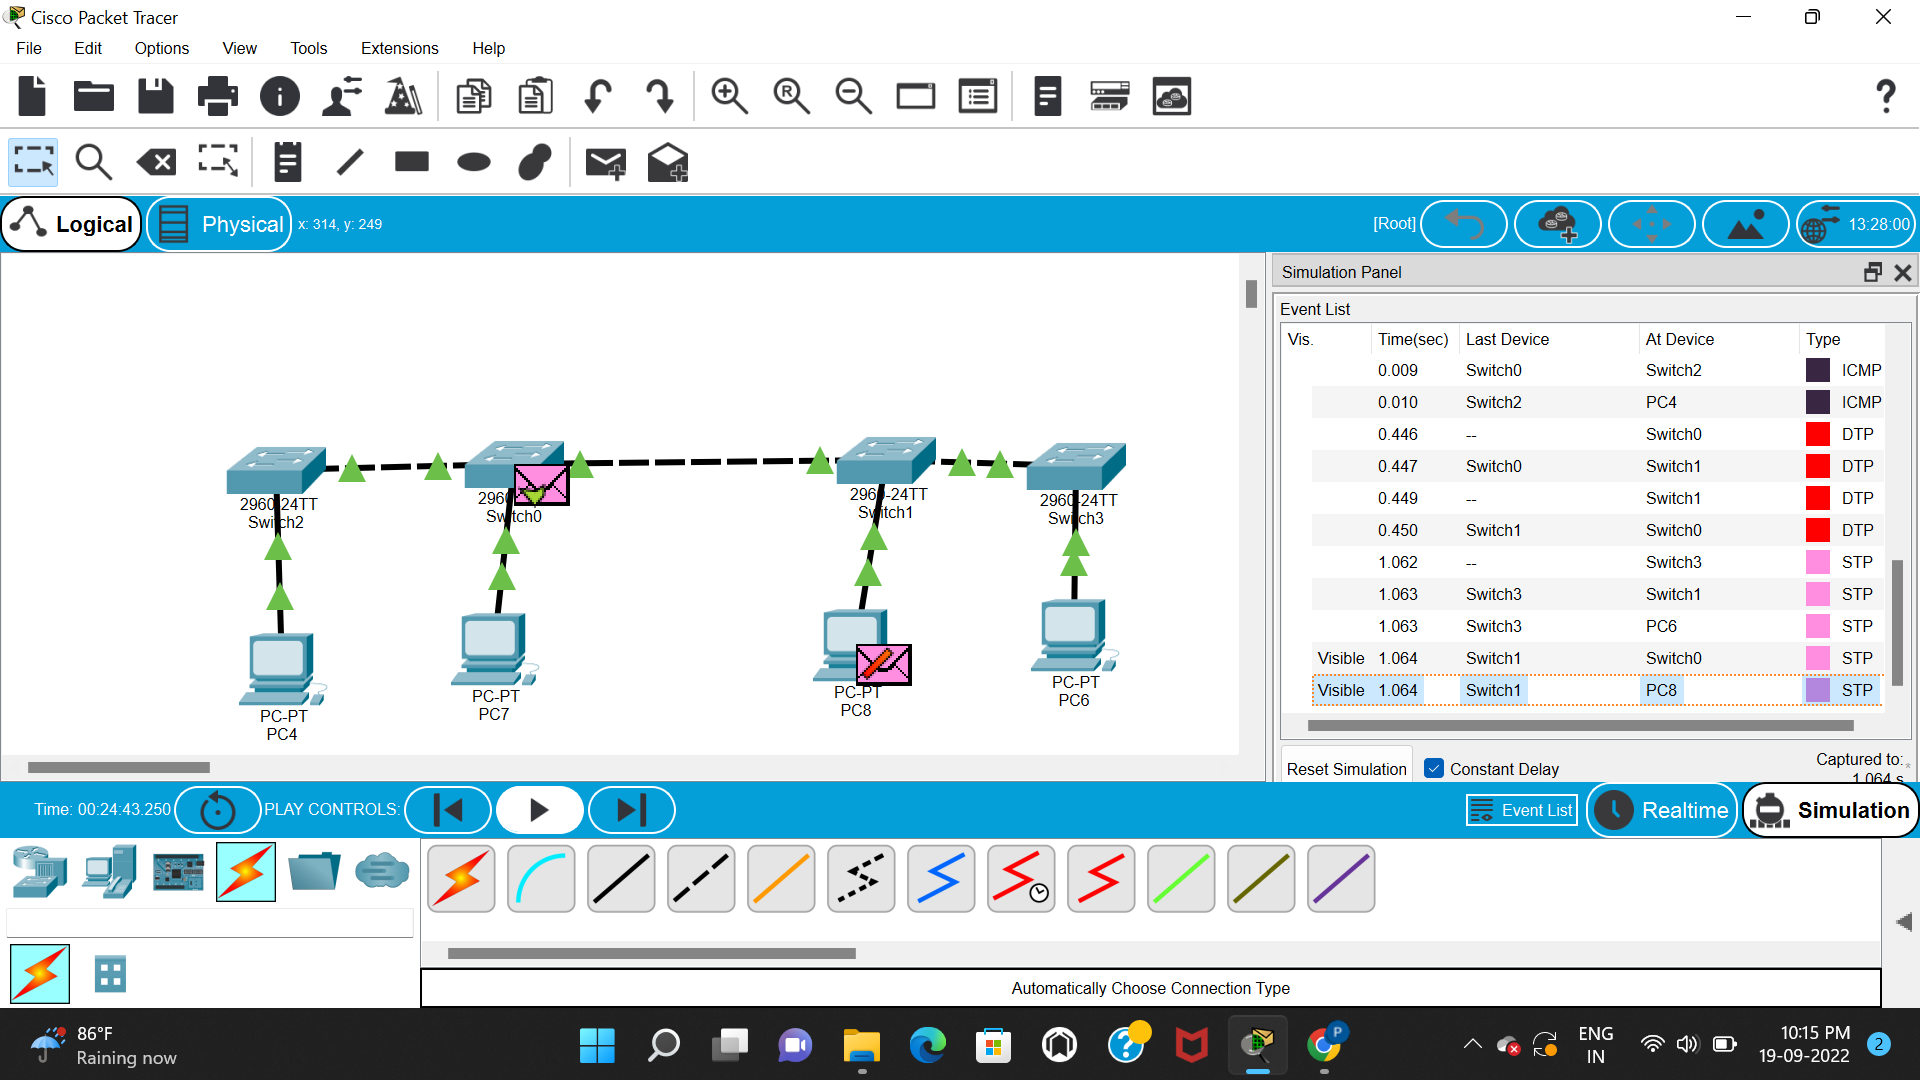 Cisco Packet Tracer
File Edit Options View Tools Extensions Help
Logical Physical x: 314, y: 249 [Root] 13:28:00
Simulation Panel
Event List
Vis. Time(sec) Last Device At Device Type
0.009 Switch0 Switch2 ICMP
0.010 Switch2 PC4 ICMP
0.446 -- Switch0 DTP
0.447 Switch0 Switch1 DTP
0.449 -- Switch1 DTP
0.450 Switch1 Switch0 DTP
1.062 -- Switch3 STP
1.063 Switch3 Switch1 STP
1.063 Switch3 PC6 STP
Visible 1.064 Switch1 Switch0 STP
Visible 1.064 Switch1 PC8 STP
Reset Simulation Constant Delay Captured to:*
1.064 s
2960-24TT
Switch2
2960
Switch0
2960-24TT
Switch1
2960-24TT
Switch3
PC-PT
PC4
PC-PT
PC7
PC-PT
PC8
PC-PT
PC6
Time: 00:24:43.250 PLAY CONTROLS: Event List Realtime Simulation
Automatically Choose Connection Type
86°F
Raining now
P
ENG
IN
10:15 PM
19-09-2022
2